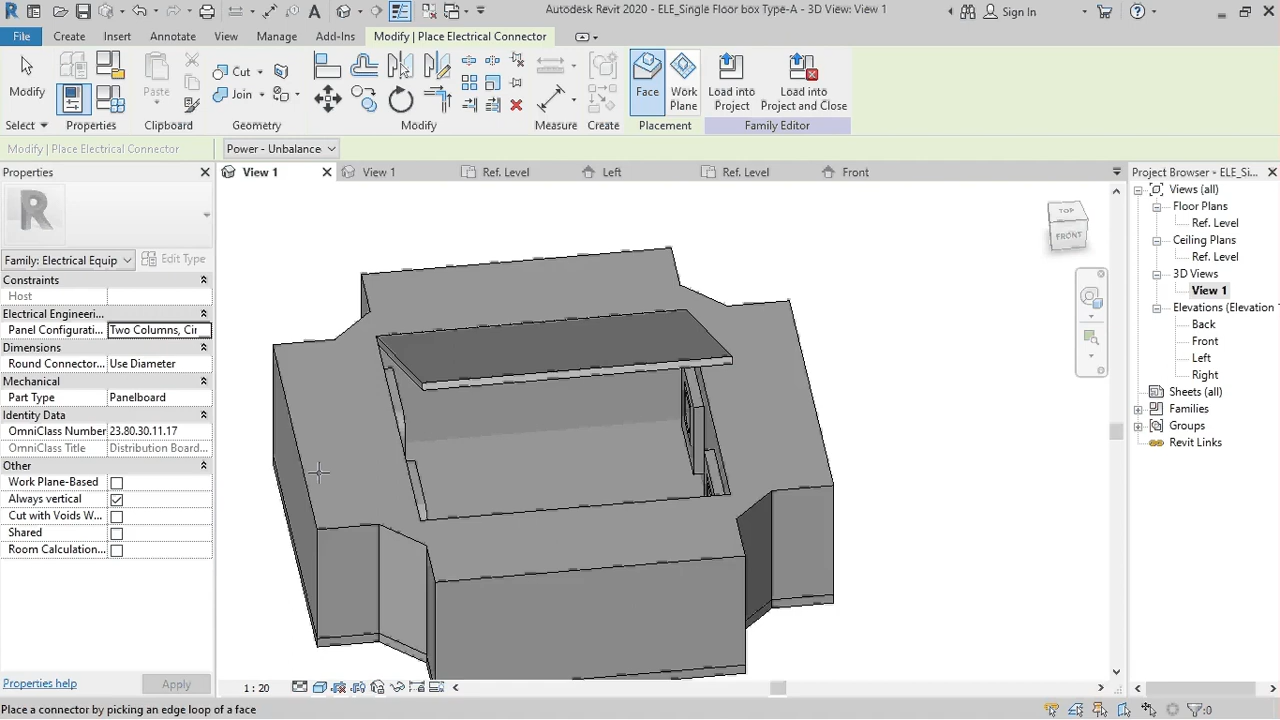 Autodesk Revit 2020 - ELE_Single Floor box Type-A - 3D View: View 1
Sign In
File
Create
Insert
Annotate
View
Manage
Add-Ins
Modify | Place Electrical Connector
Modify
Paste
Cut
Join
Face
Work Plane
Load into Project
Load into Project and Close
Select
Properties
Clipboard
Geometry
Modify
Measure
Create
Placement
Family Editor
Modify | Place Electrical Connector
Power - Unbalance
Properties
View 1
View 1
Ref. Level
Left
Ref. Level
Front
Project Browser - ELE_Si...
R
Family: Electrical Equip
Edit Type
Constraints
Host
Electrical Engineeri...
Panel Configurati... Two Columns, Cir
Dimensions
Round Connector... Use Diameter
Mechanical
Part Type Panelboard
Identity Data
OmniClass Number 23.80.30.11.17
OmniClass Title Distribution Board...
Other
Work Plane-Based
Always vertical
Cut with Voids W...
Shared
Room Calculation...
Properties help
Apply
TOP
FRONT
Views (all)
Floor Plans
Ref. Level
Ceiling Plans
Ref. Level
3D Views
View 1
Elevations (Elevation
Back
Front
Left
Right
Sheets (all)
Families
Groups
Revit Links
1 : 20
Place a connector by picking an edge loop of a face
:0